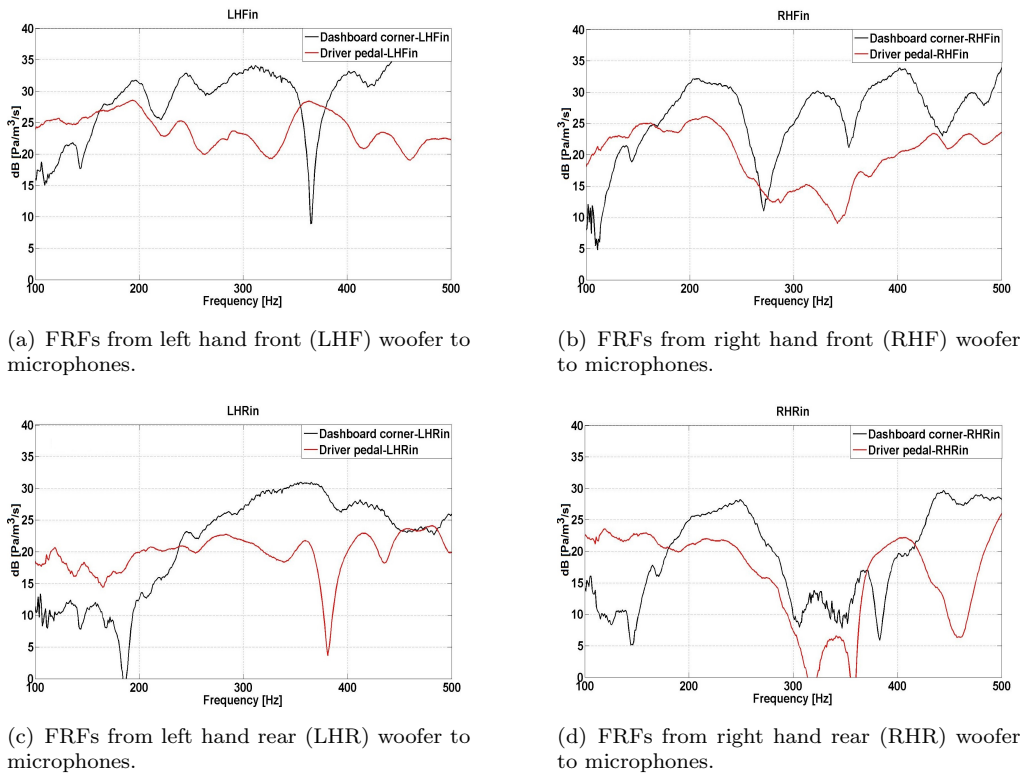 LHFin
Dashboard corner-LHFin
Driver pedal-LHFin
dB [Pa/m³/s]
40
35
30
25
20
15
10
5
0
100 200 300 400 500
Frequency [Hz]
(a) FRFs from left hand front (LHF) woofer to
microphones.
RHFin
Dashboard corner-RHFin
Driver pedal-RHFin
dB [Pa/m³/s]
40
35
30
25
20
15
10
5
0
100 200 300 400 500
Frequency [Hz]
(b) FRFs from right hand front (RHF) woofer
to microphones.
LHRin
Dashboard corner-LHRin
Driver pedal-LHRin
dB [Pa/m³/s]
40
35
30
25
20
15
10
5
0
100 200 300 400 500
Frequency [Hz]
(c) FRFs from left hand rear (LHR) woofer to
microphones.
RHRin
Dashboard corner-RHRin
Driver pedal-RHRin
dB [Pa/m³/s]
40
35
30
25
20
15
10
5
0
100 200 300 400 500
Frequency [Hz]
(d) FRFs from right hand rear (RHR) woofer
to microphones.